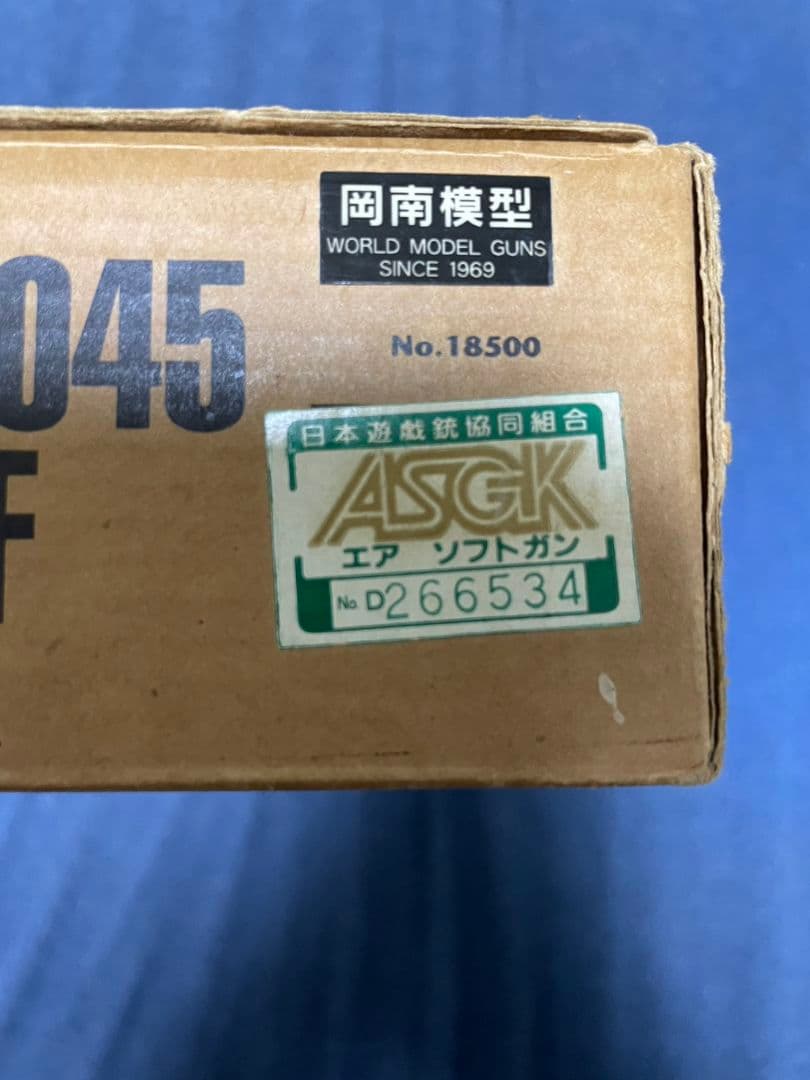 岡南模型
WORLD MODEL GUNS
SINCE 1969
045
No.18500
日本遊戯銃協同組合
ASGK
エア ソフトガン
No. D266534